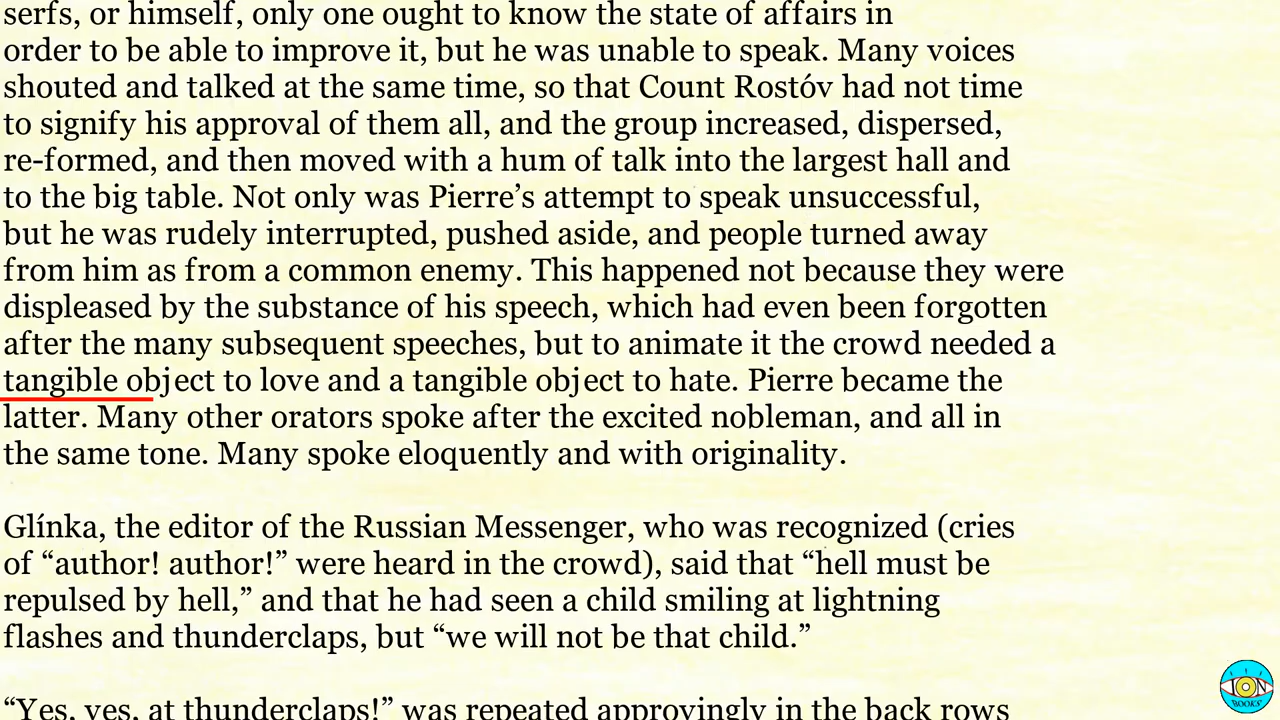 serfs, or himself, only one ought to know the state of affairs in
order to be able to improve it, but he was unable to speak. Many voices
shouted and talked at the same time, so that Count Rostóv had not time
to signify his approval of them all, and the group increased, dispersed,
re-formed, and then moved with a hum of talk into the largest hall and
to the big table. Not only was Pierre’s attempt to speak unsuccessful,
but he was rudely interrupted, pushed aside, and people turned away
from him as from a common enemy. This happened not because they were
displeased by the substance of his speech, which had even been forgotten
after the many subsequent speeches, but to animate it the crowd needed a
tangible object to love and a tangible object to hate. Pierre became the
latter. Many other orators spoke after the excited nobleman, and all in
the same tone. Many spoke eloquently and with originality.
Glínka, the editor of the Russian Messenger, who was recognized (cries
of “author! author!” were heard in the crowd), said that “hell must be
repulsed by hell,” and that he had seen a child smiling at lightning
flashes and thunderclaps, but “we will not be that child.”
“Yes, yes, at thunderclaps!” was repeated approvingly in the back rows
ION
BOOKS